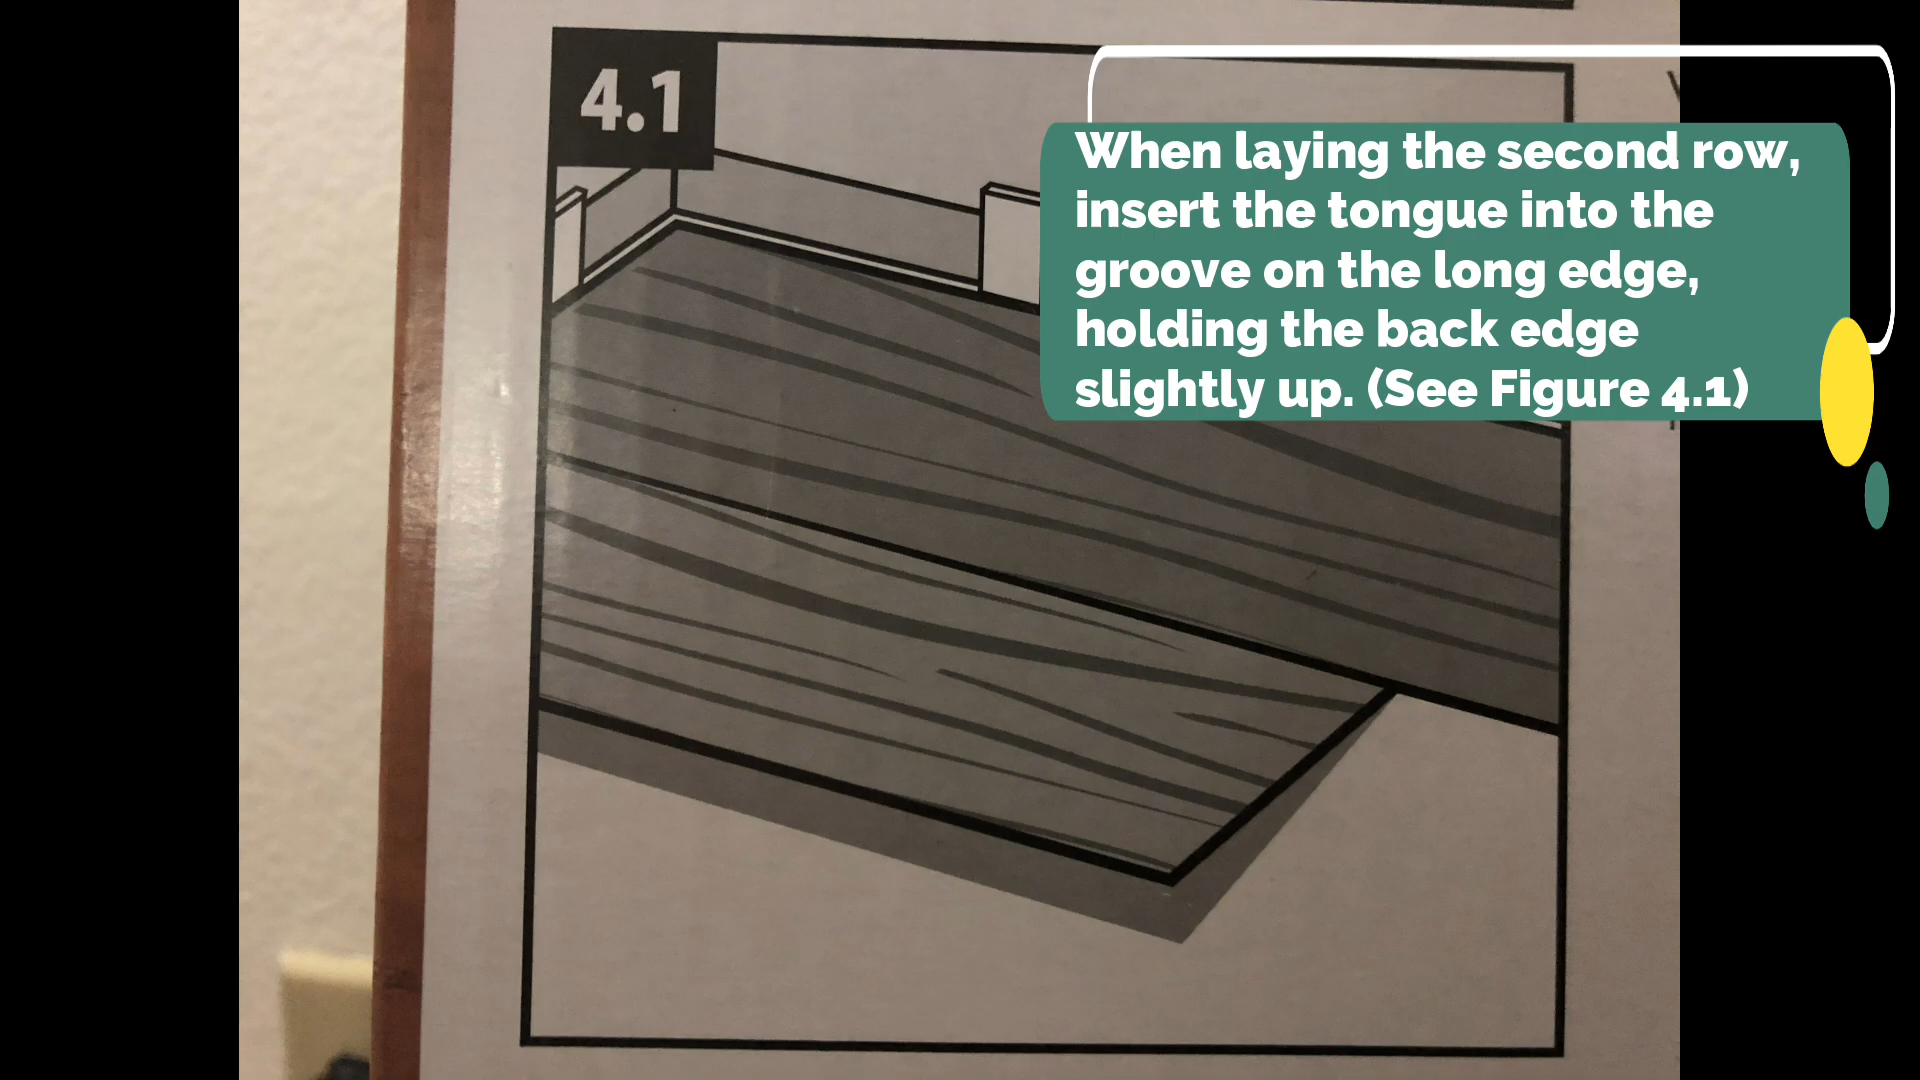 4.1
When laying the second row,
insert the tongue into the
groove on the long edge,
holding the back edge
slightly up. (See Figure 4.1)